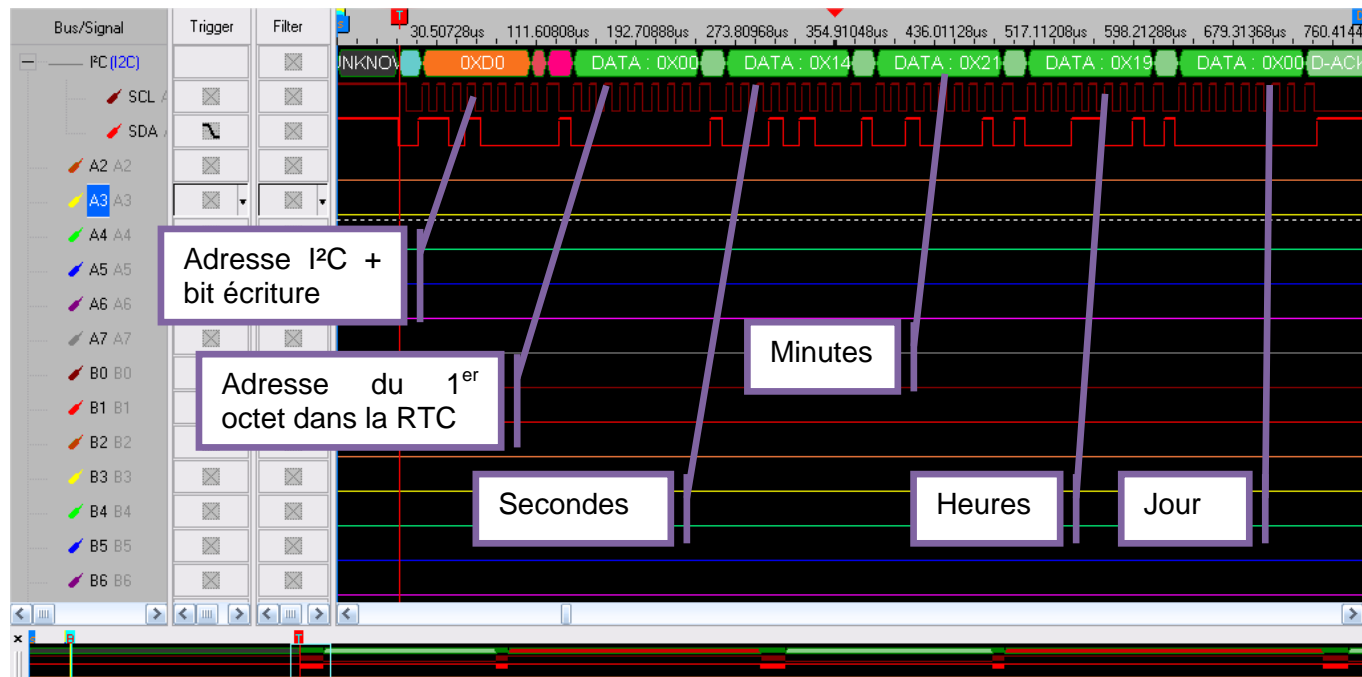 Bus/Signal Trigger Filter
T
30.50728us 111.60808us 192.70888us 273.80968us 354.91048us 436.01128us 517.11208us 598.21288us 679.31368us 760.4144
I²C (I2C) UNKNOV 0XD0 DATA : 0X00 DATA : 0X14 DATA : 0X21 DATA : 0X19 DATA : 0X00 D-ACK
SCL
SDA
A2 A2
A3 A3
A4 A4
A5 A5
A6 A6
A7 A7
B0 B0
B1 B1
B2 B2
B3 B3
B4 B4
B5 B5
B6 B6
Adresse I²C +
bit écriture
Adresse du 1er
octet dans la RTC
Minutes
Secondes
Heures
Jour
B
T